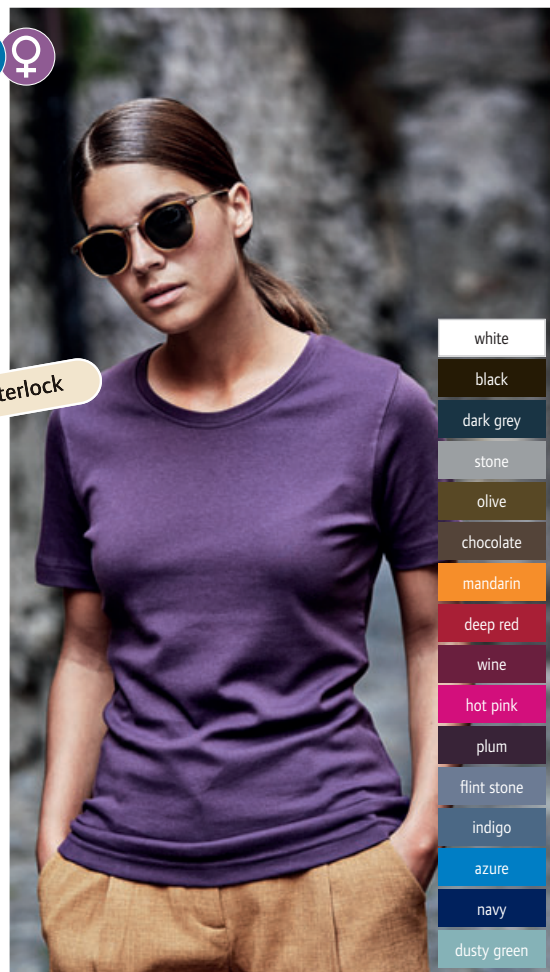 terlock
white
black
dark grey
stone
olive
chocolate
mandarin
deep red
wine
hot pink
plum
flint stone
indigo
azure
navy
dusty green